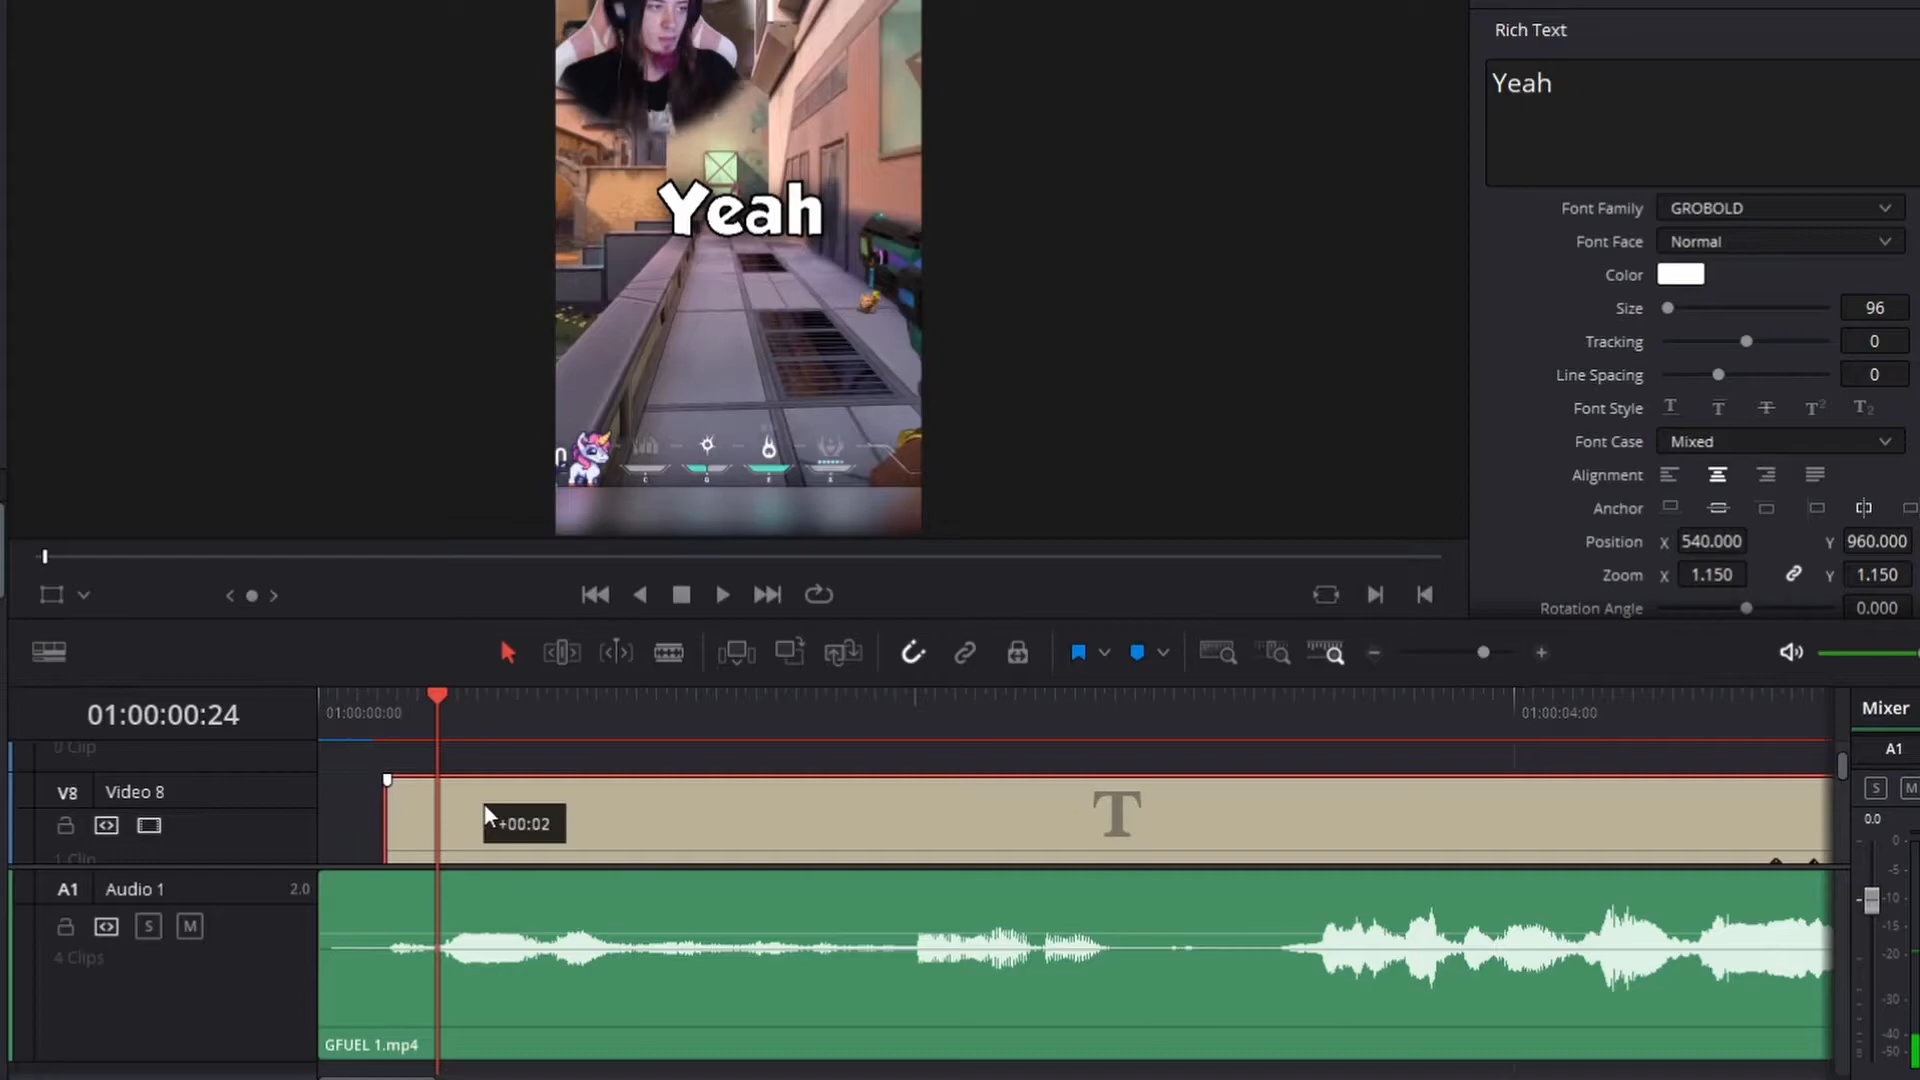 Rich Text
Yeah
Yeah
Font Family GROBOLD
Font Face Normal
Color
Size 96
Tracking 0
Line Spacing 0
Font Style T T T T² T₂
Font Case Mixed
Alignment
Anchor
Position X 540.000 Y 960.000
Zoom X 1.150 Y 1.150
Rotation Angle 0.000
C Q E X
01:00:00:24
01:00:00:00
01:00:04:00
Mixer
0 Clip
A1
V8 Video 8
S M
T
+00:02
0.0
1 Clip
A1 Audio 1 2.0
S M
4 Clips
GFUEL 1.mp4
0
-5
-10
-15
-20
-30
-40
-50